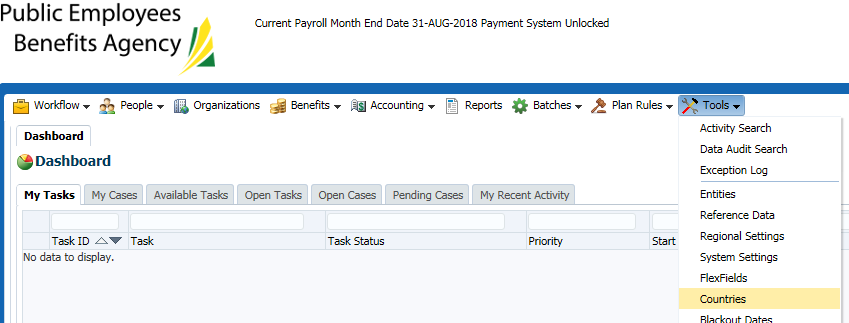 Public Employees
Benefits Agency
Current Payroll Month End Date 31-AUG-2018 Payment System Unlocked
Workflow People Organizations Benefits Accounting Reports Batches Plan Rules Tools
Dashboard
Dashboard
My Tasks My Cases Available Tasks Open Tasks Open Cases Pending Cases My Recent Activity
Task ID Task Task Status Priority Start
No data to display.
Activity Search
Data Audit Search
Exception Log
Entities
Reference Data
Regional Settings
System Settings
FlexFields
Countries
Blackout Dates